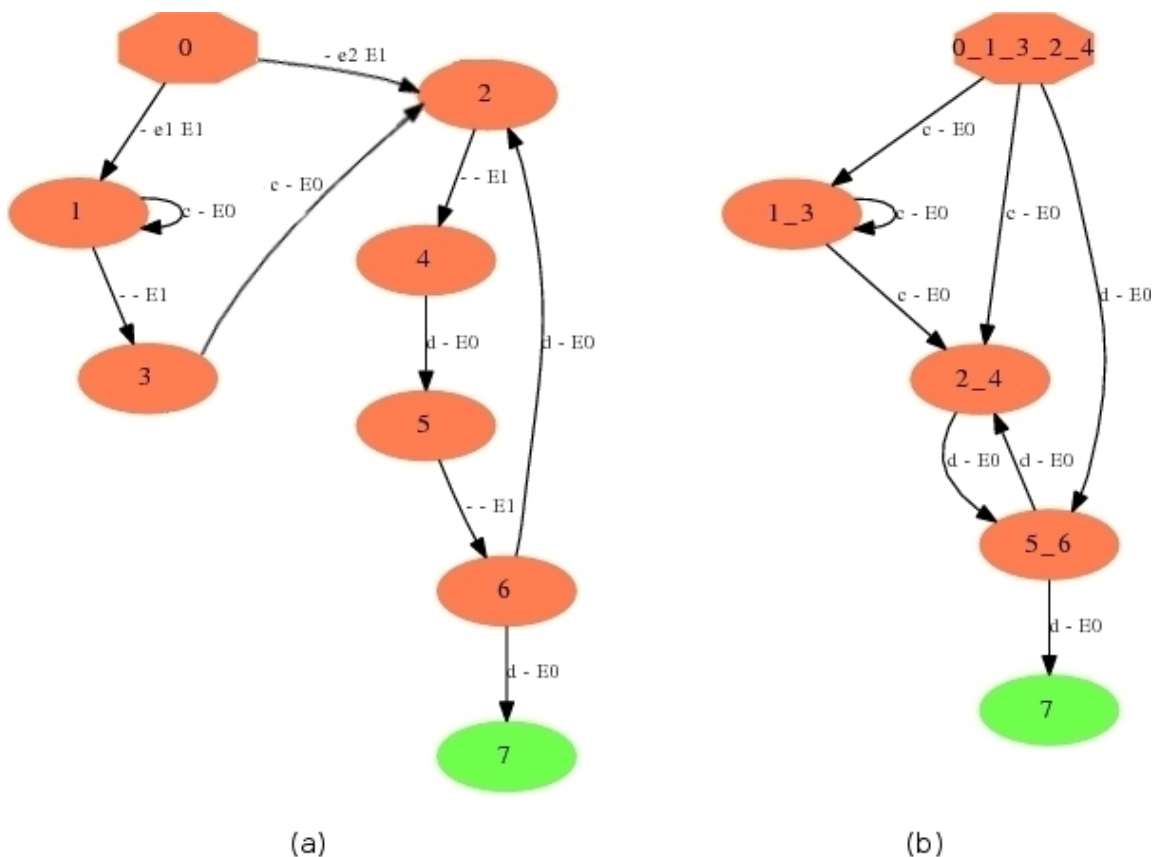 0
- e2 E1
2
- e1 E1
c - E0
- - E1
1
c - E0
4
- - E1
d - E0
d - E0
3
5
- - E1
6
d - E0
7
(a)
0_1_3_2_4
c - E0
1_3
c - E0
c - E0
d - E0
c - E0
2_4
d - E0
d - E0
5_6
d - E0
7
(b)